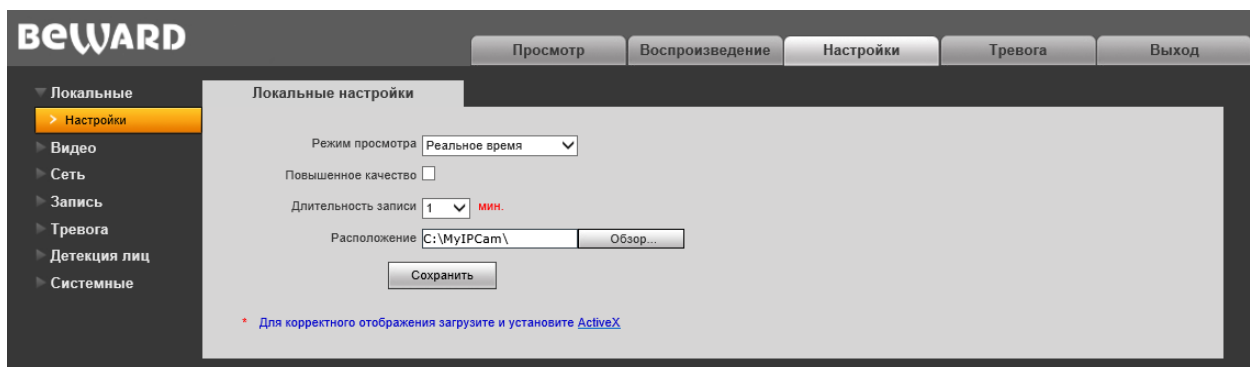 BEWARD
Просмотр Воспроизведение Настройки Тревога Выход
Локальные
> Настройки
Видео
Сеть
Запись
Тревога
Детекция лиц
Системные
Локальные настройки
Режим просмотра Реальное время
Повышенное качество
Длительность записи 1 мин.
Расположение C:\MyIPCam\ Обзор...
Сохранить
* Для корректного отображения загрузите и установите ActiveX